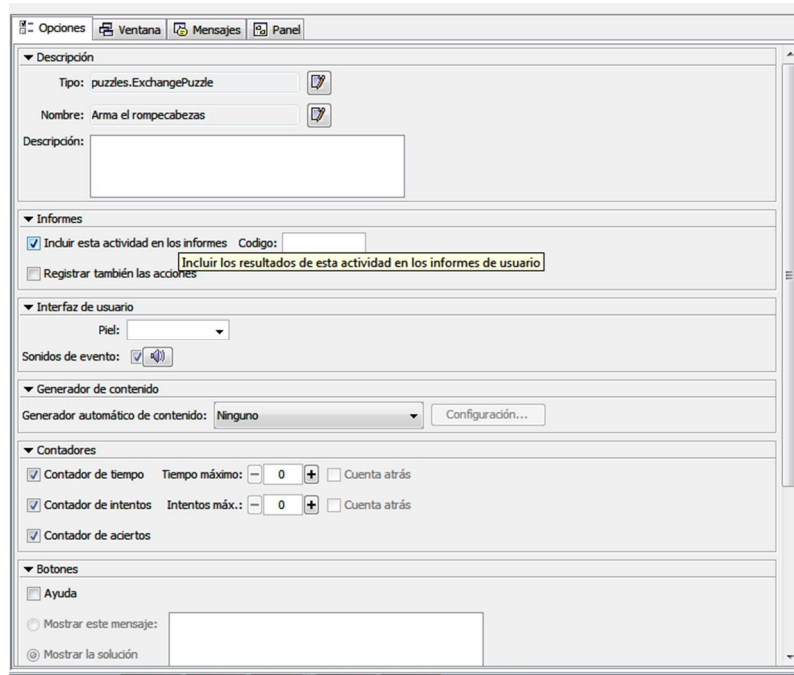 Opciones Ventana Mensajes Panel
Descripción
Tipo: puzzles.ExchangePuzzle
Nombre: Arma el rompecabezas
Descripción:
Informes
Incluir esta actividad en los informes Codigo:
Incluir los resultados de esta actividad en los informes de usuario
Registrar también las acciones
Interfaz de usuario
Piel:
Sonidos de evento:
Generador de contenido
Generador automático de contenido: Ninguno Configuración...
Contadores
Contador de tiempo Tiempo máximo: 0 Cuenta atrás
Contador de intentos Intentos máx.: 0 Cuenta atrás
Contador de aciertos
Botones
Ayuda
Mostrar este mensaje:
Mostrar la solución